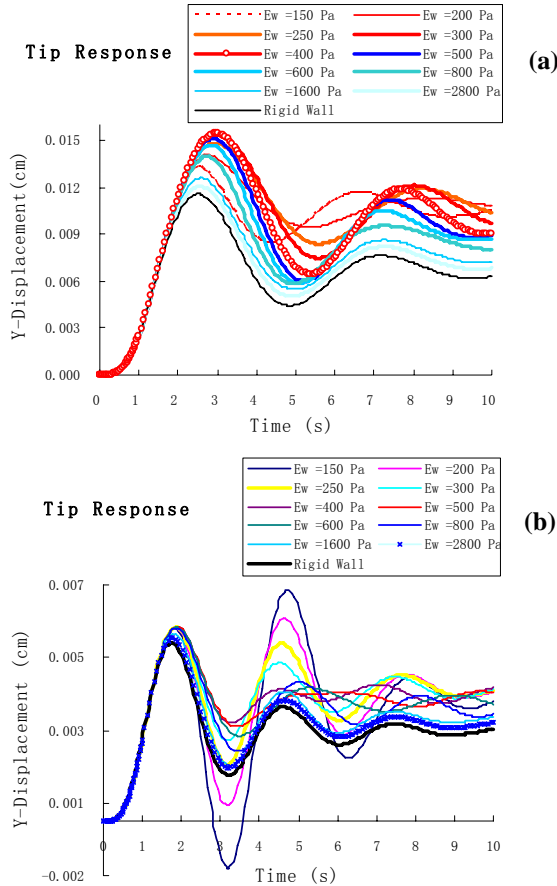 Tip Response
(a)
Ew =150 Pa
Ew =200 Pa
Ew =250 Pa
Ew =300 Pa
Ew =400 Pa
Ew =500 Pa
Ew =600 Pa
Ew =800 Pa
Ew =1600 Pa
Ew =2800 Pa
Rigid Wall
Y-Displacement(cm)
0.015
0.012
0.009
0.006
0.003
0.000
0 1 2 3 4 5 6 7 8 9 10
Time (s)
Tip Response
(b)
Ew =150 Pa
Ew =200 Pa
Ew =250 Pa
Ew =300 Pa
Ew =400 Pa
Ew =500 Pa
Ew =600 Pa
Ew =800 Pa
Ew =1600 Pa
Ew =2800 Pa
Rigid Wall
Y-Displacement (cm)
0.007
0.005
0.003
0.001
-0.002
0 1 2 3 4 5 6 7 8 9 10
Time (s)